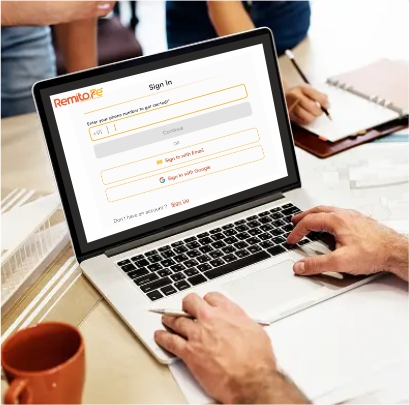 RemitoFe
Sign In
Enter your phone number to get started*
+91
Continue
OR
Sign in with Email
Sign in with Google
Don't have an account ? Sign Up